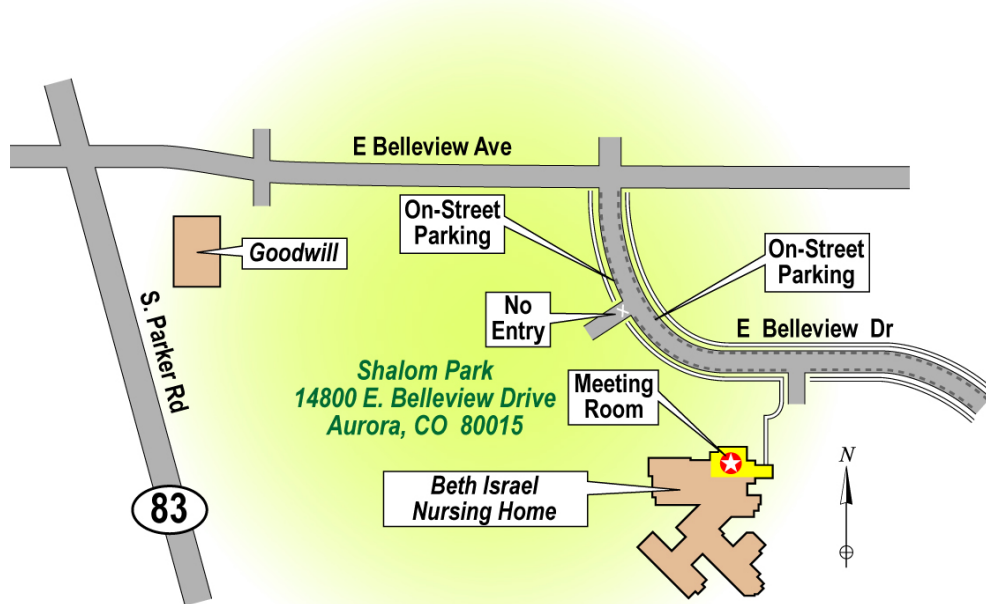 E Belleview Ave
On-Street
Parking
On-Street
Parking
Goodwill
No
Entry
E Belleview Dr
S. Parker Rd
Shalom Park
14800 E. Belleview Drive
Aurora, CO 80015
Meeting
Room
N
Beth Israel
Nursing Home
83